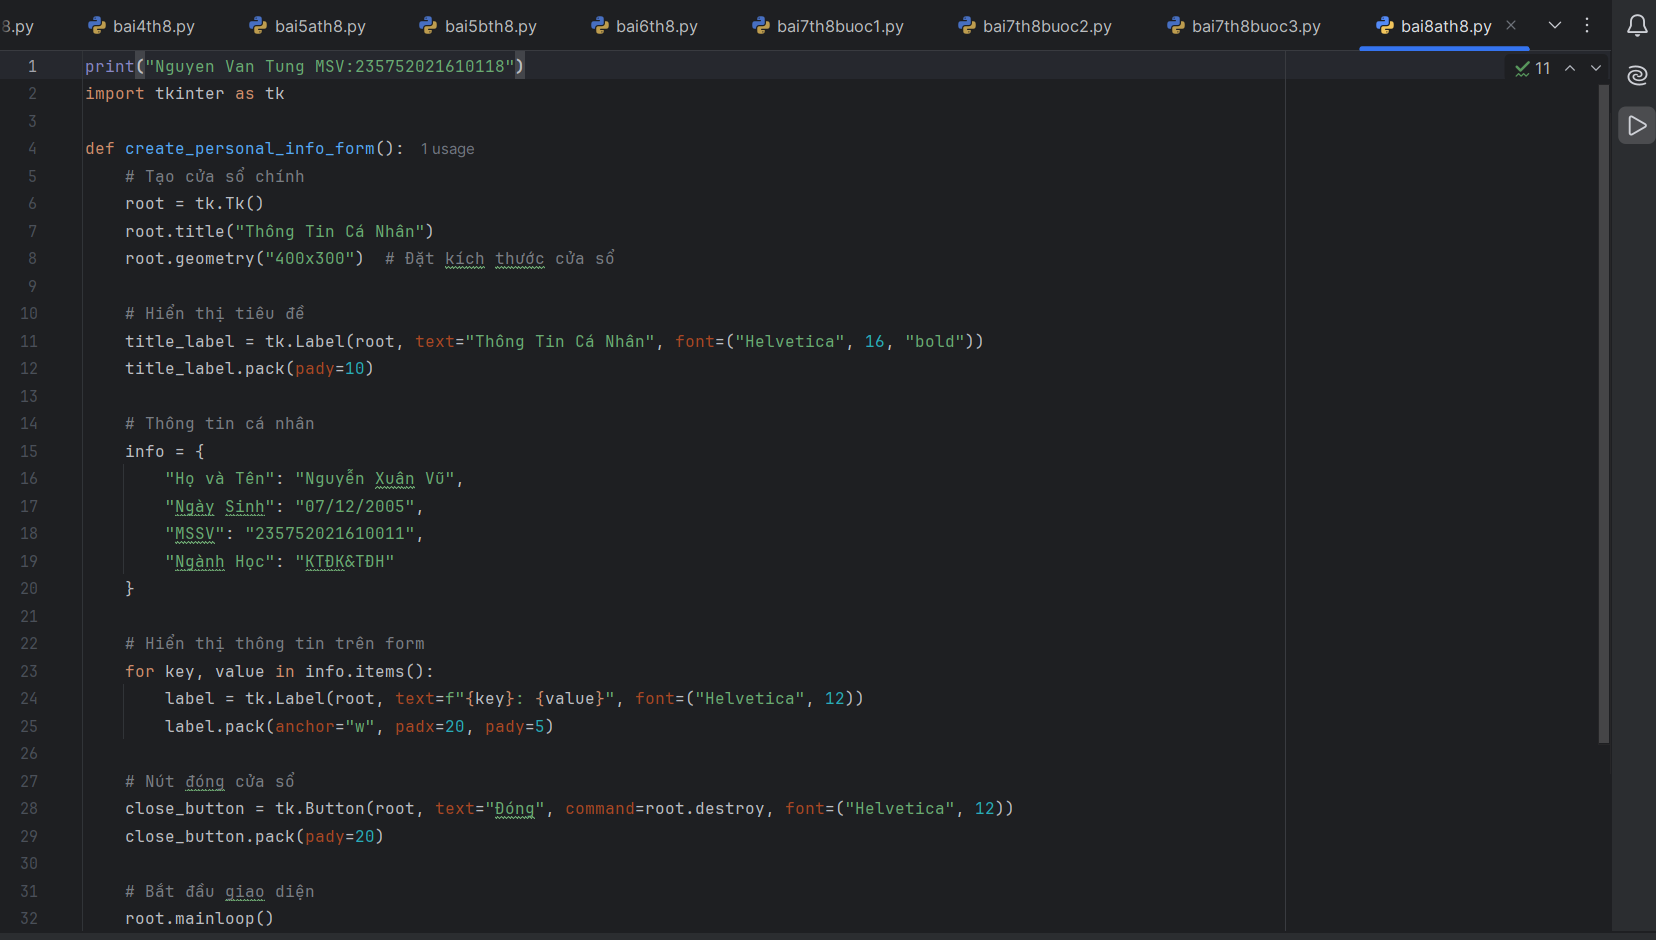 8.py bai4th8.py bai5ath8.py bai5bth8.py bai6th8.py bai7th8buoc1.py bai7th8buoc2.py bai7th8buoc3.py bai8ath8.py
11
1 print("Nguyen Van Tung MSV:235752021610118")
2 import tkinter as tk
3
4 def create_personal_info_form(): 1 usage
5 # Tạo cửa sổ chính
6 root = tk.Tk()
7 root.title("Thông Tin Cá Nhân")
8 root.geometry("400x300") # Đặt kích thước cửa sổ
9
10 # Hiển thị tiêu đề
11 title_label = tk.Label(root, text="Thông Tin Cá Nhân", font=("Helvetica", 16, "bold"))
12 title_label.pack(pady=10)
13
14 # Thông tin cá nhân
15 info = {
16 "Họ và Tên": "Nguyễn Xuân Vũ",
17 "Ngày Sinh": "07/12/2005",
18 "MSSV": "235752021610011",
19 "Ngành Học": "KTĐK&TĐH"
20 }
21
22 # Hiển thị thông tin trên form
23 for key, value in info.items():
24 label = tk.Label(root, text=f"{key}: {value}", font=("Helvetica", 12))
25 label.pack(anchor="w", padx=20, pady=5)
26
27 # Nút đóng cửa sổ
28 close_button = tk.Button(root, text="Đóng", command=root.destroy, font=("Helvetica", 12))
29 close_button.pack(pady=20)
30
31 # Bắt đầu giao diện
32 root.mainloop()